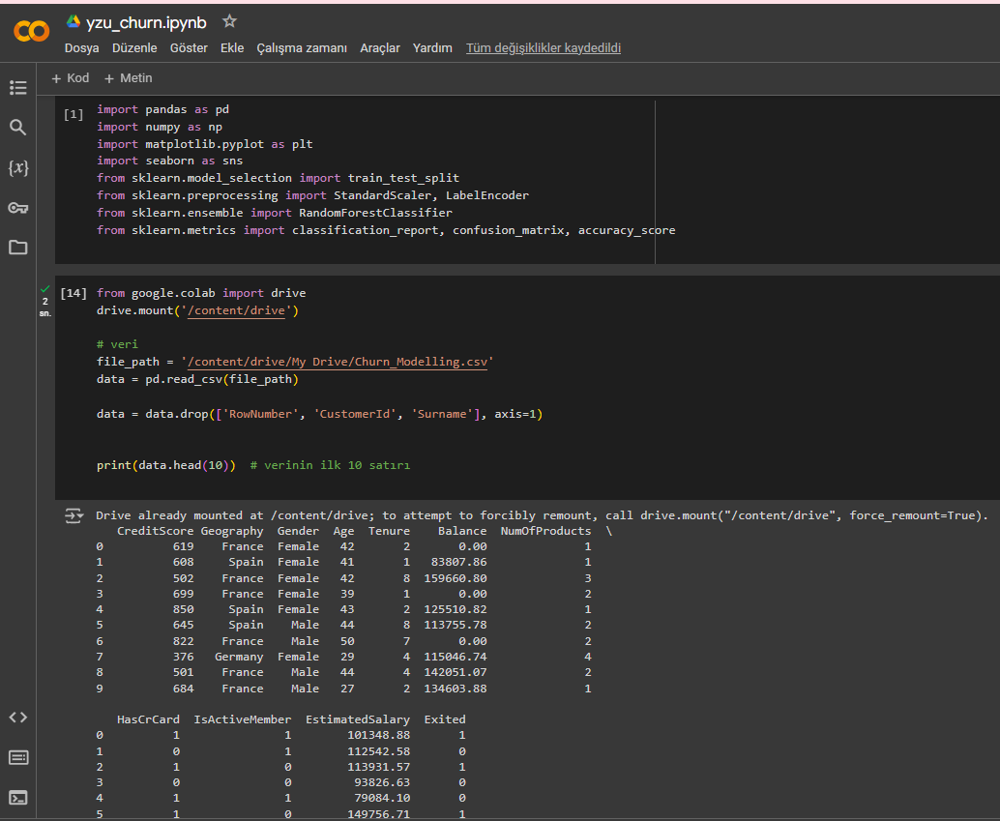 yzu_churn.ipynb
Dosya Düzenle Göster Ekle Çalışma zamanı Araçlar Yardım Tüm değişiklikler kaydedildi
+ Kod + Metin
{x}
[1]
import pandas as pd
import numpy as np
import matplotlib.pyplot as plt
import seaborn as sns
from sklearn.model_selection import train_test_split
from sklearn.preprocessing import StandardScaler, LabelEncoder
from sklearn.ensemble import RandomForestClassifier
from sklearn.metrics import classification_report, confusion_matrix, accuracy_score
2 sn.
[14]
from google.colab import drive
drive.mount('/content/drive')
# veri
file_path = '/content/drive/My Drive/Churn_Modelling.csv'
data = pd.read_csv(file_path)
data = data.drop(['RowNumber', 'CustomerId', 'Surname'], axis=1)
print(data.head(10))  # verinin ilk 10 satırı
Drive already mounted at /content/drive; to attempt to forcibly remount, call drive.mount("/content/drive", force_remount=True).
CreditScore Geography Gender Age Tenure Balance NumOfProducts \
0 619 France Female 42 2 0.00 1
1 608 Spain Female 41 1 83807.86 1
2 502 France Female 42 8 159660.80 3
3 699 France Female 39 1 0.00 2
4 850 Spain Female 43 2 125510.82 1
5 645 Spain Male 44 8 113755.78 2
6 822 France Male 50 7 0.00 2
7 376 Germany Female 29 4 115046.74 4
8 501 France Male 44 4 142051.07 2
9 684 France Male 27 2 134603.88 1
HasCrCard IsActiveMember EstimatedSalary Exited
0 1 1 101348.88 1
1 0 1 112542.58 0
2 1 0 113931.57 1
3 0 0 93826.63 0
4 1 1 79084.10 0
5 1 0 149756.71 1